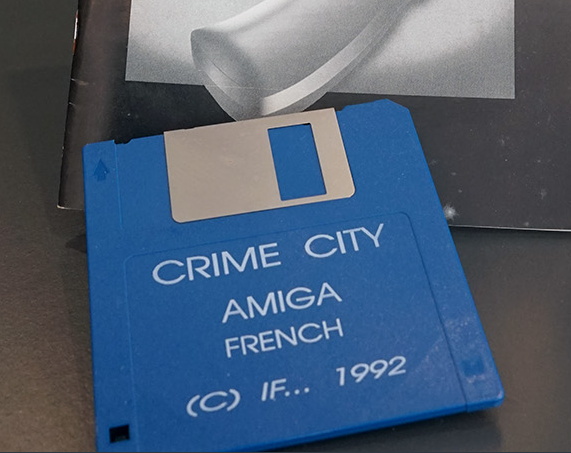 CRIME CITY
AMIGA
FRENCH
(C) IF... 1992